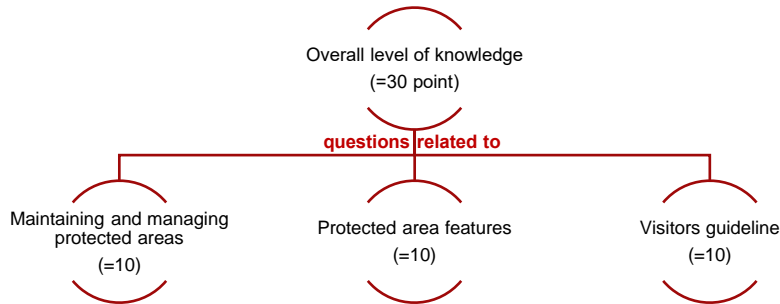 Overall level of knowledge
(=30 point)
questions related to
Maintaining and managing
protected areas
(=10)
Protected area features
(=10)
Visitors guideline
(=10)